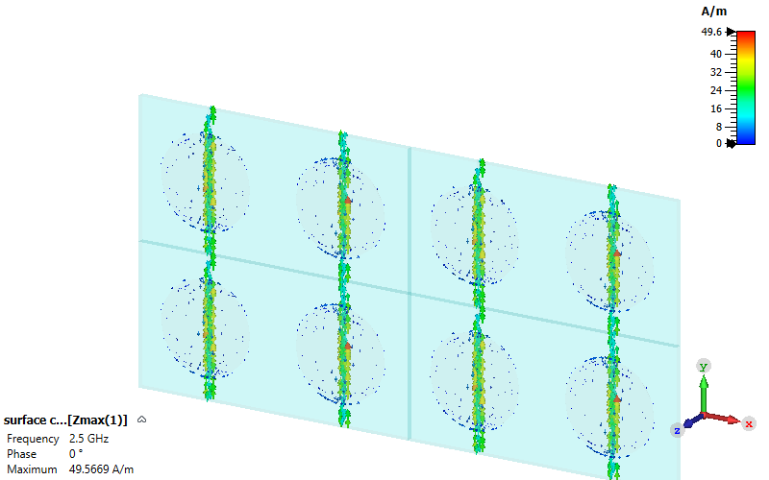 A/m
49.6
40
32
24
16
8
0
y
x
z
surface c...[Zmax(1)]
Frequency 2.5 GHz
Phase 0 °
Maximum 49.5669 A/m